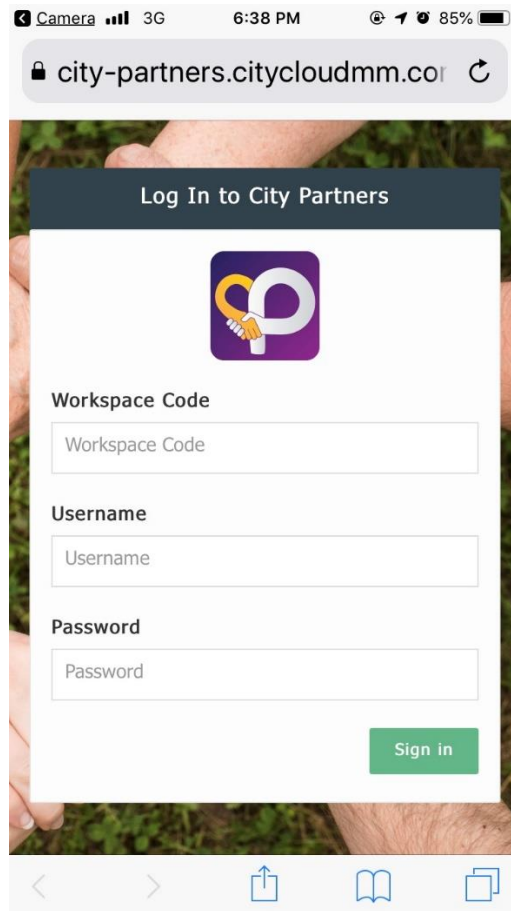 Camera 3G 6:38 PM 85%
city-partners.citycloudmm.com
Log In to City Partners
Workspace Code
Workspace Code
Username
Username
Password
Password
Sign in